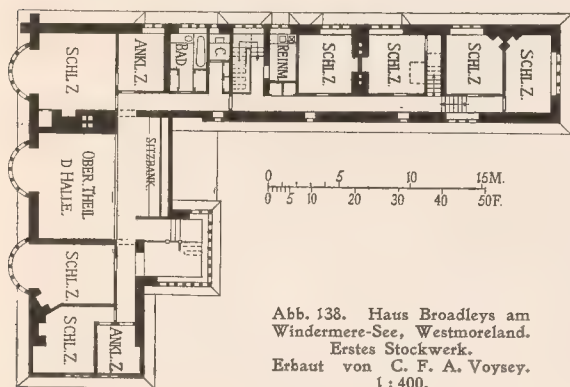 SCHL.Z.
ANKL.Z.
BAD
C.
REINM.
SCHL.Z.
SCHL.Z.
SCHL.Z.
SCHL.Z.
OBER.THEIL
D HALLE.
SITZBANK.
SCHL.Z.
SCHL.Z.
ANKL.Z.
0 5 10 15 M.
0 5 10 20 30 40 50 F.
Abb. 138. Haus Broadleys am
Windermere-See, Westmoreland.
Erstes Stockwerk.
Erbaut von C. F. A. Voysey.
1 : 400.